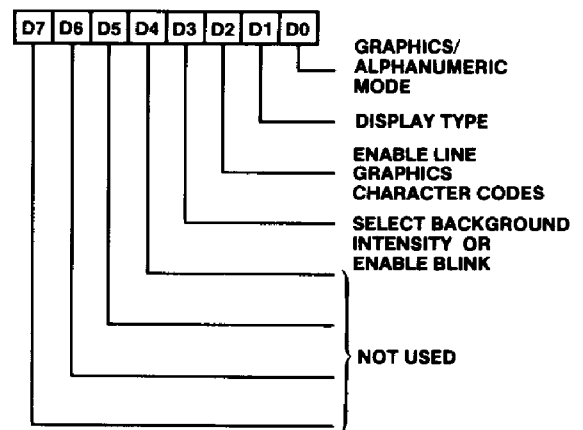 D7 D6 D5 D4 D3 D2 D1 D0
GRAPHICS/
ALPHANUMERIC
MODE
DISPLAY TYPE
ENABLE LINE
GRAPHICS
CHARACTER CODES
SELECT BACKGROUND
INTENSITY OR
ENABLE BLINK
NOT USED